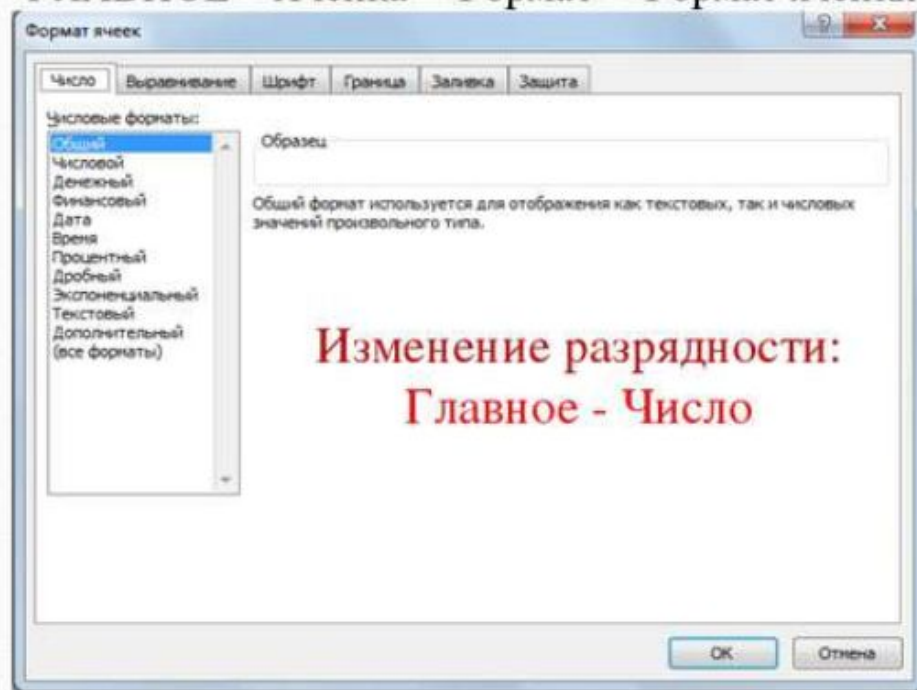 Формат ячеек
Число Выравнивание Шрифт Граница Заливка Защита
Числовые форматы:
Общий
Числовой
Денежный
Финансовый
Дата
Время
Процентный
Дробный
Экспоненциальный
Текстовый
Дополнительный
(все форматы)
Образец
Общий формат используется для отображения как текстовых, так и числовых
значений произвольного типа.
Изменение разрядности:
Главное - Число
ОК Отмена